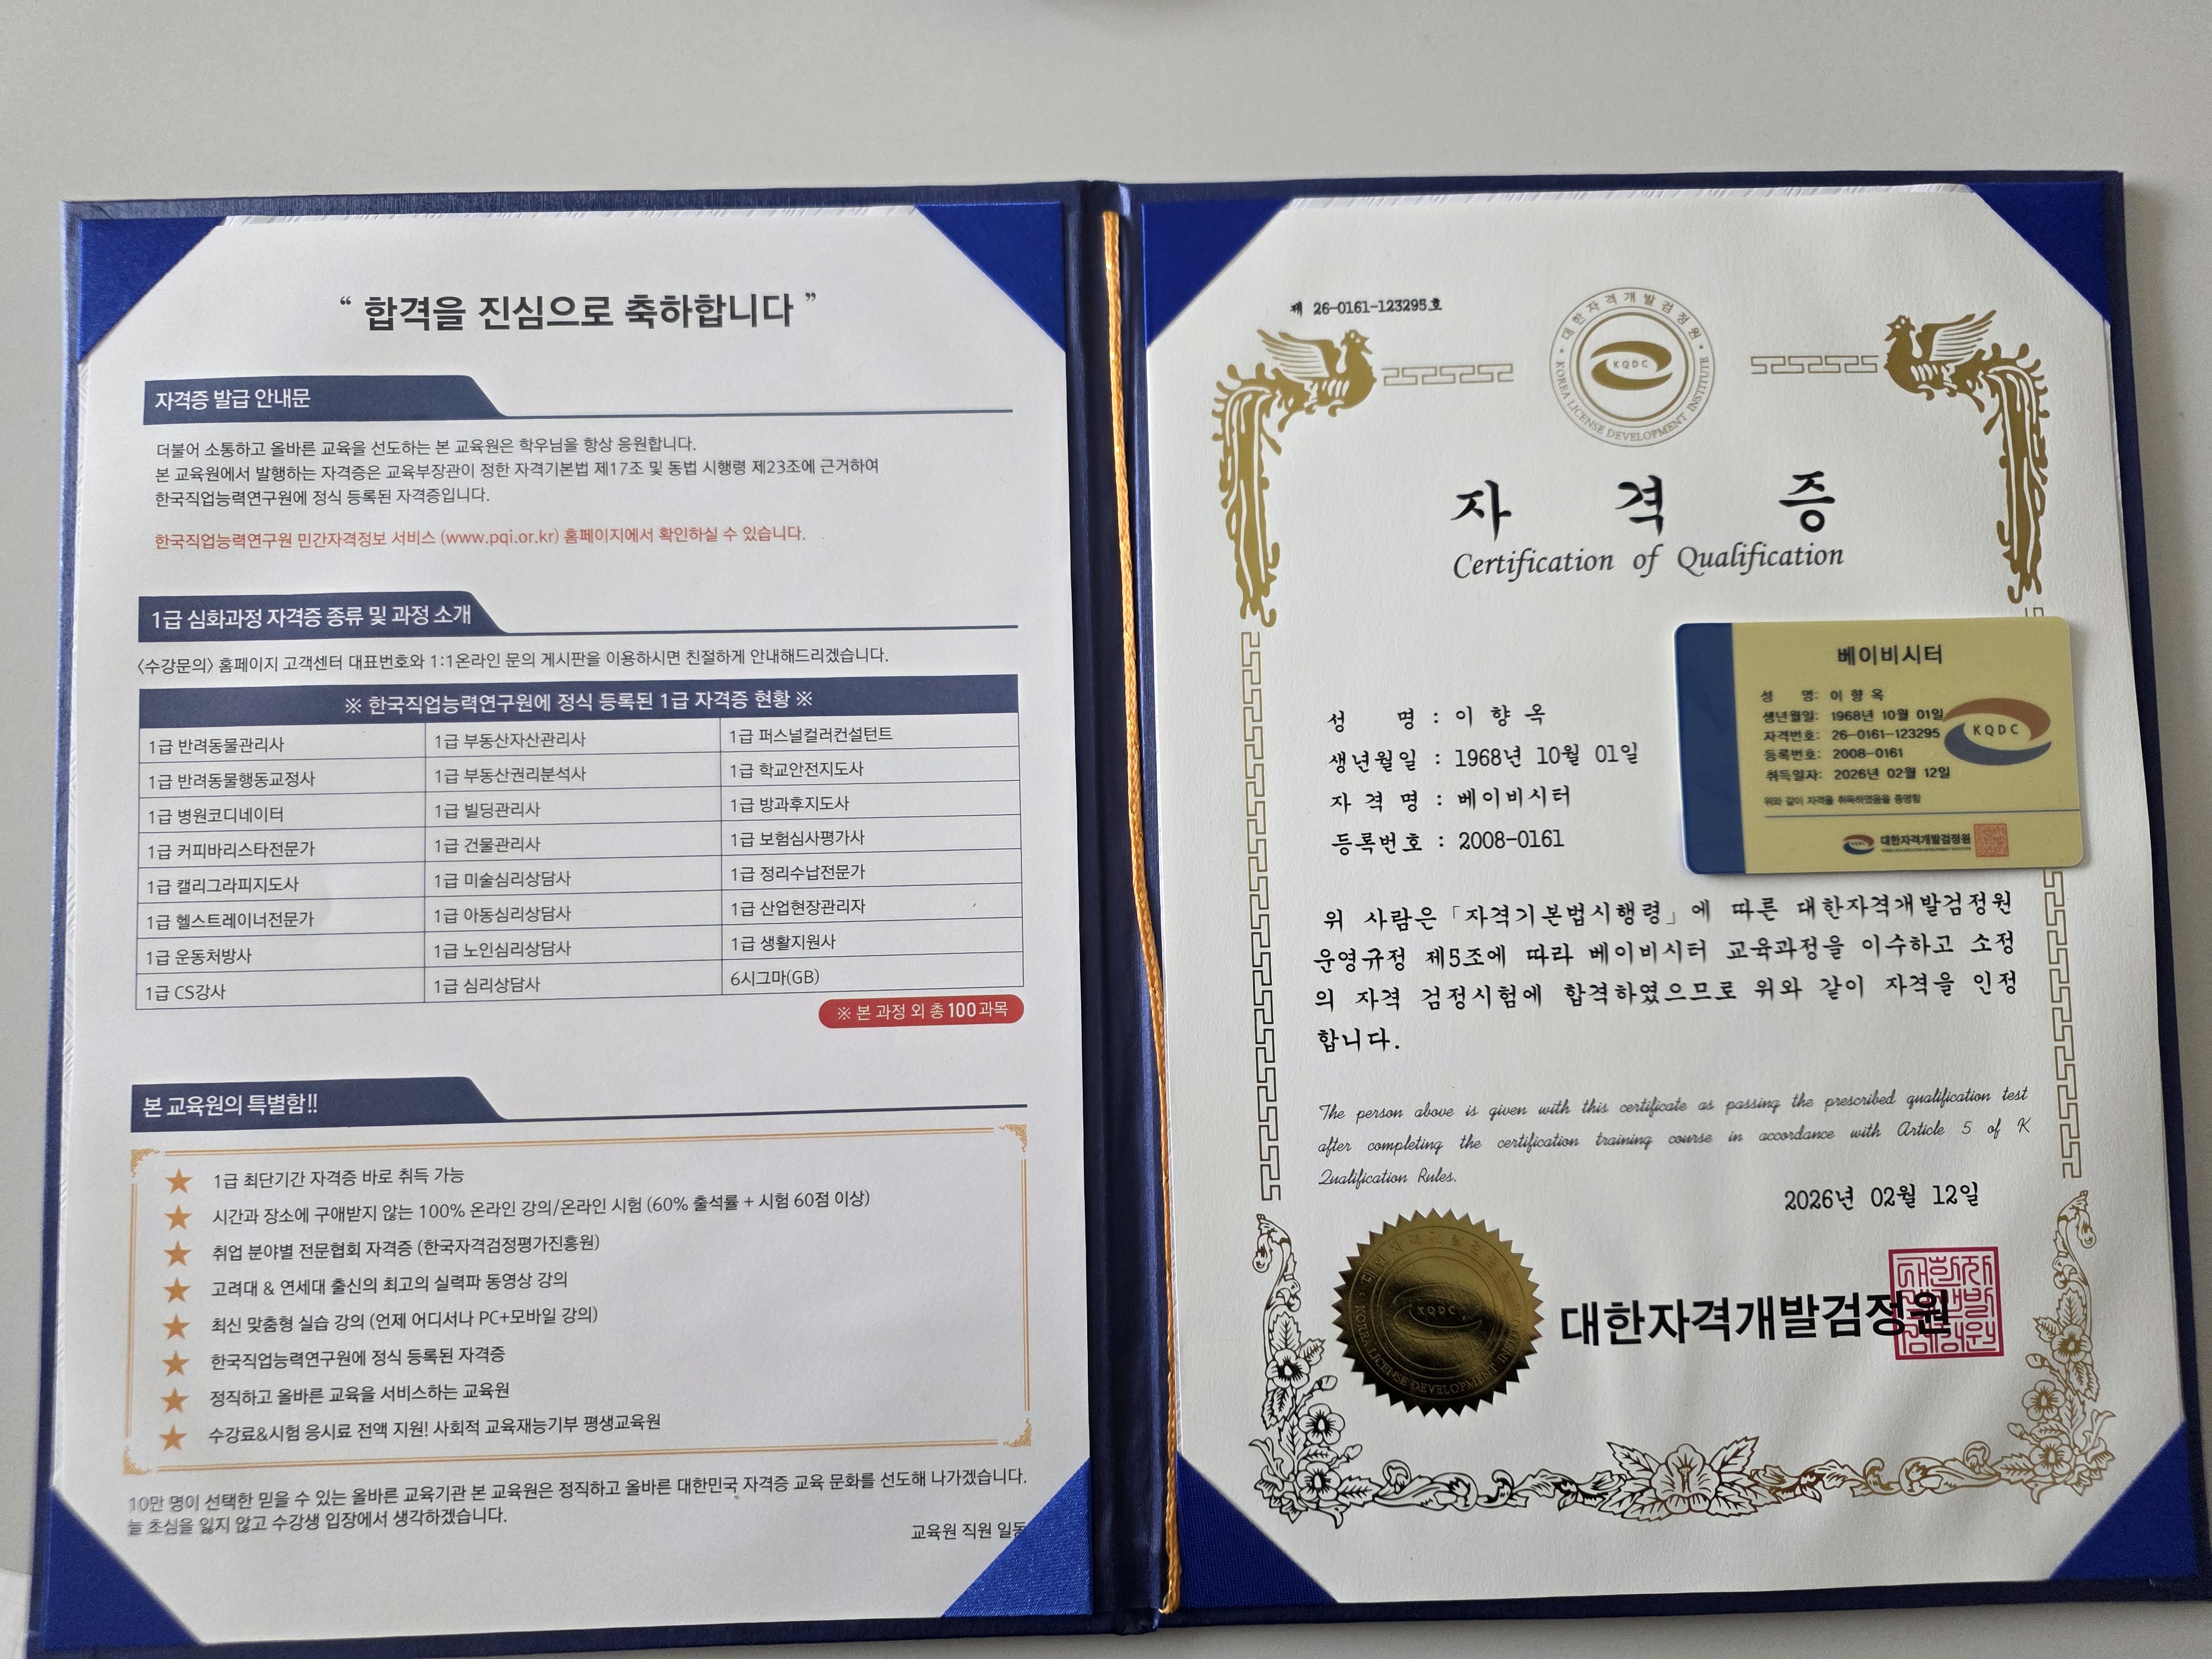 “ 합격을 진심으로 축하합니다 ”
자격증 발급 안내문
더불어 소통하고 올바른 교육을 선도하는 본 교육원은 학우님을 항상 응원합니다.
본 교육원에서 발행하는 자격증은 교육부장관이 정한 자격기본법 제17조 및 동법 시행령 제23조에 근거하여
한국직업능력연구원에 정식 등록된 자격증입니다.
한국직업능력연구원 민간자격정보 서비스 (www.pqi.or.kr) 홈페이지에서 확인하실 수 있습니다.
1급 심화과정 자격증 종류 및 과정 소개
<수강문의> 홈페이지 고객센터 대표번호와 1:1온라인 문의 게시판을 이용하시면 친절하게 안내해드리겠습니다.
※ 한국직업능력연구원에 정식 등록된 1급 자격증 현황 ※
1급 반려동물관리사 1급 부동산자산관리사 1급 퍼스널컬러컨설턴트
1급 반려동물행동교정사 1급 부동산권리분석사 1급 학교안전지도사
1급 병원코디네이터 1급 빌딩관리사 1급 방과후지도사
1급 커피바리스타전문가 1급 건물관리사 1급 보험심사평가사
1급 캘리그라피지도사 1급 미술심리상담사 1급 정리수납전문가
1급 헬스트레이너전문가 1급 아동심리상담사 1급 산업현장관리자
1급 운동처방사 1급 노인심리상담사 1급 생활지원사
1급 CS강사 1급 심리상담사 6시그마(GB)
※ 본 과정 외 총 100과목
본 교육원의 특별함!!
1급 최단기간 자격증 바로 취득 가능
시간과 장소에 구애받지 않는 100% 온라인 강의/온라인 시험 (60% 출석률 + 시험 60점 이상)
취업 분야별 전문협회 자격증 (한국자격검정평가진흥원)
고려대 & 연세대 출신의 최고의 실력파 동영상 강의
최신 맞춤형 실습 강의 (언제 어디서나 PC+모바일 강의)
한국직업능력연구원에 정식 등록된 자격증
정직하고 올바른 교육을 서비스하는 교육원
수강료&시험 응시료 전액 지원! 사회적 교육재능기부 평생교육원
10만 명이 선택한 믿을 수 있는 올바른 교육기관 본 교육원은 정직하고 올바른 대한민국 자격증 교육 문화를 선도해 나가겠습니다.
늘 초심을 잃지 않고 수강생 입장에서 생각하겠습니다.
교육원 직원 일동
제 26-0161-123295호
대한자격개발검정원
KQDC
KOREA LICENSE DEVELOPMENT INSTITUTE
자 격 증
Certification of Qualification
성 명 : 이 향 옥
생년월일 : 1968년 10월 01일
자 격 명 : 베이비시터
등록번호 : 2008-0161
베이비시터
성 명: 이 향 옥
생년월일: 1968년 10월 01일
자격번호: 26-0161-123295
등록번호: 2008-0161
취득일자: 2026년 02월 12일
KQDC
위와 같이 자격을 취득하였음을 증명함
대한자격개발검정원
위 사람은「자격기본법시행령」에 따른 대한자격개발검정원
운영규정 제5조에 따라 베이비시터 교육과정을 이수하고 소정
의 자격 검정시험에 합격하였으므로 위와 같이 자격을 인정
합니다.
The person above is given with this certificate as passing the prescribed qualification test
after completing the certification training course in accordance with Article 5 of K
Qualification Rules.
2026년 02월 12일
KQDC
KOREA LICENSE DEVELOPMENT INSTITUTE
대한자격개발검정원